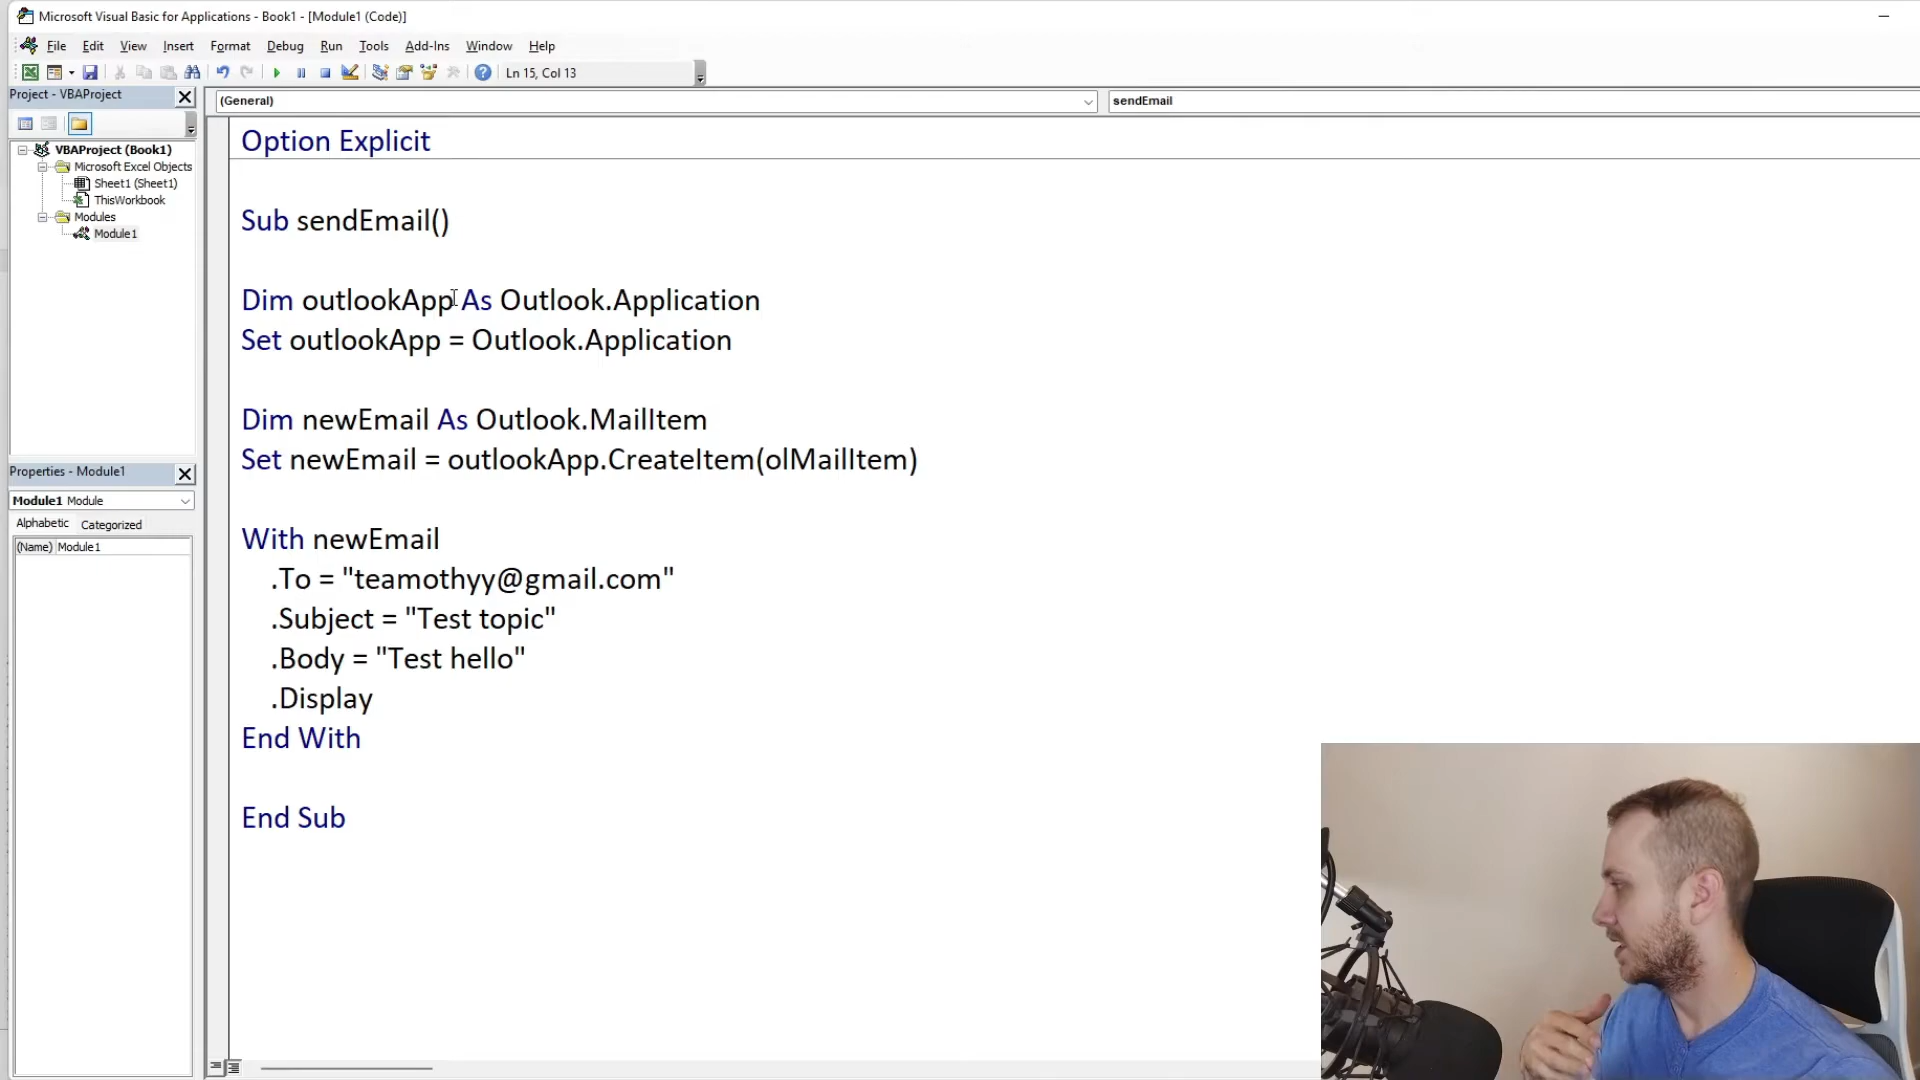 Microsoft Visual Basic for Applications - Book1 - [Module1 (Code)]
File Edit View Insert Format Debug Run Tools Add-Ins Window Help
Ln 15, Col 13
Project - VBAProject
(General)
sendEmail
VBAProject (Book1)
Microsoft Excel Objects
Sheet1 (Sheet1)
ThisWorkbook
Modules
Module1
Properties - Module1
Module1 Module
Alphabetic Categorized
(Name) Module1
Option Explicit
Sub sendEmail()
Dim outlookApp As Outlook.Application
Set outlookApp = Outlook.Application
Dim newEmail As Outlook.MailItem
Set newEmail = outlookApp.CreateItem(olMailItem)
With newEmail
.To = "teamothyy@gmail.com"
.Subject = "Test topic"
.Body = "Test hello"
.Display
End With
End Sub